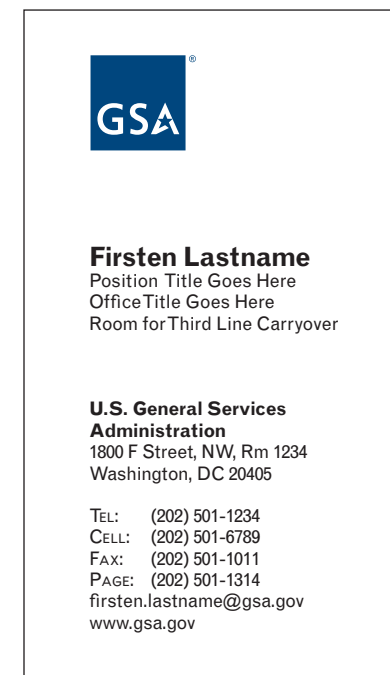 GSA
®
Firsten Lastname
Position Title Goes Here
Office Title Goes Here
Room for Third Line Carryover
U.S. General Services
Administration
1800 F Street, NW, Rm 1234
Washington, DC 20405
TEL: (202) 501-1234
CELL: (202) 501-6789
FAX: (202) 501-1011
PAGE: (202) 501-1314
firsten.lastname@gsa.gov
www.gsa.gov